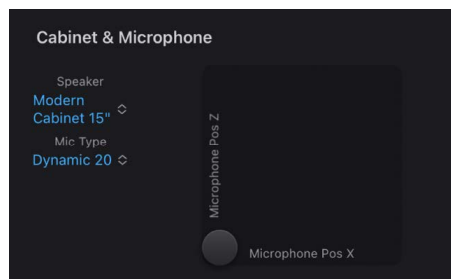 Cabinet & Microphone
Speaker
Modern
Cabinet 15"
Mic Type
Dynamic 20
Microphone Pos Z
Microphone Pos X